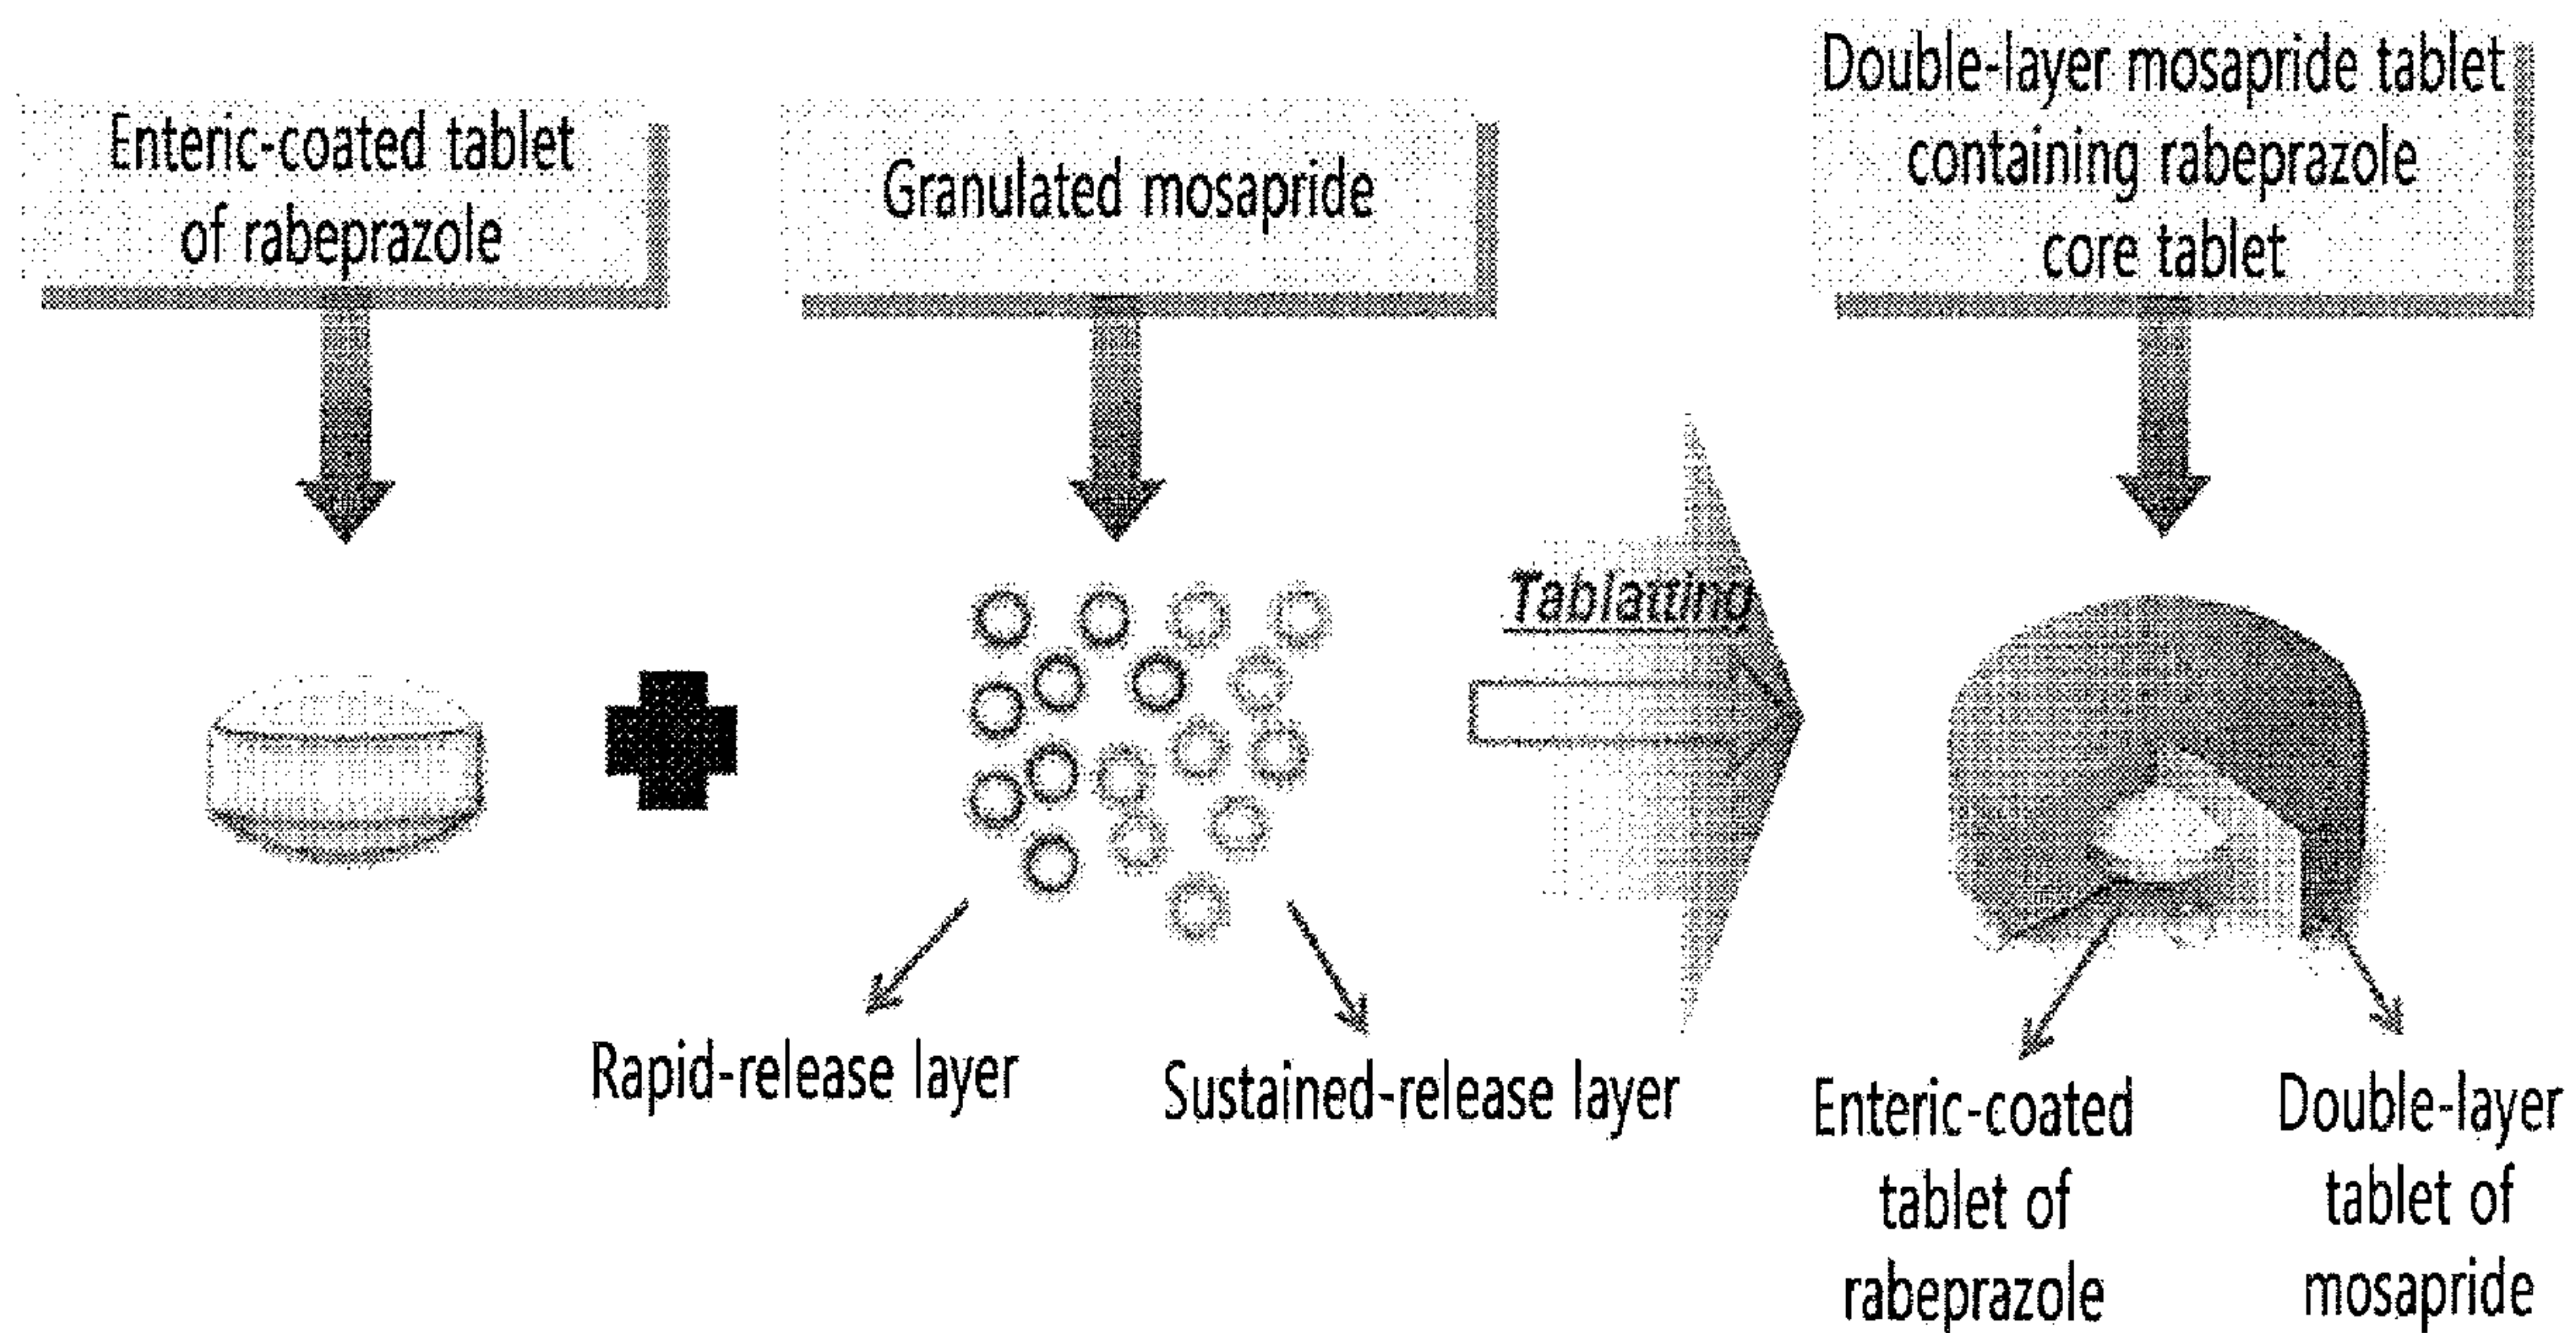 Enteric-coated tablet
of rabeprazole
Granulated mosapride
Double-layer mosapride tablet
containing rabeprazole
core tablet
Tablatting
Rapid-release layer
Sustained-release layer
Enteric-coated
tablet of
rabeprazole
Double-layer
tablet of
mosapride